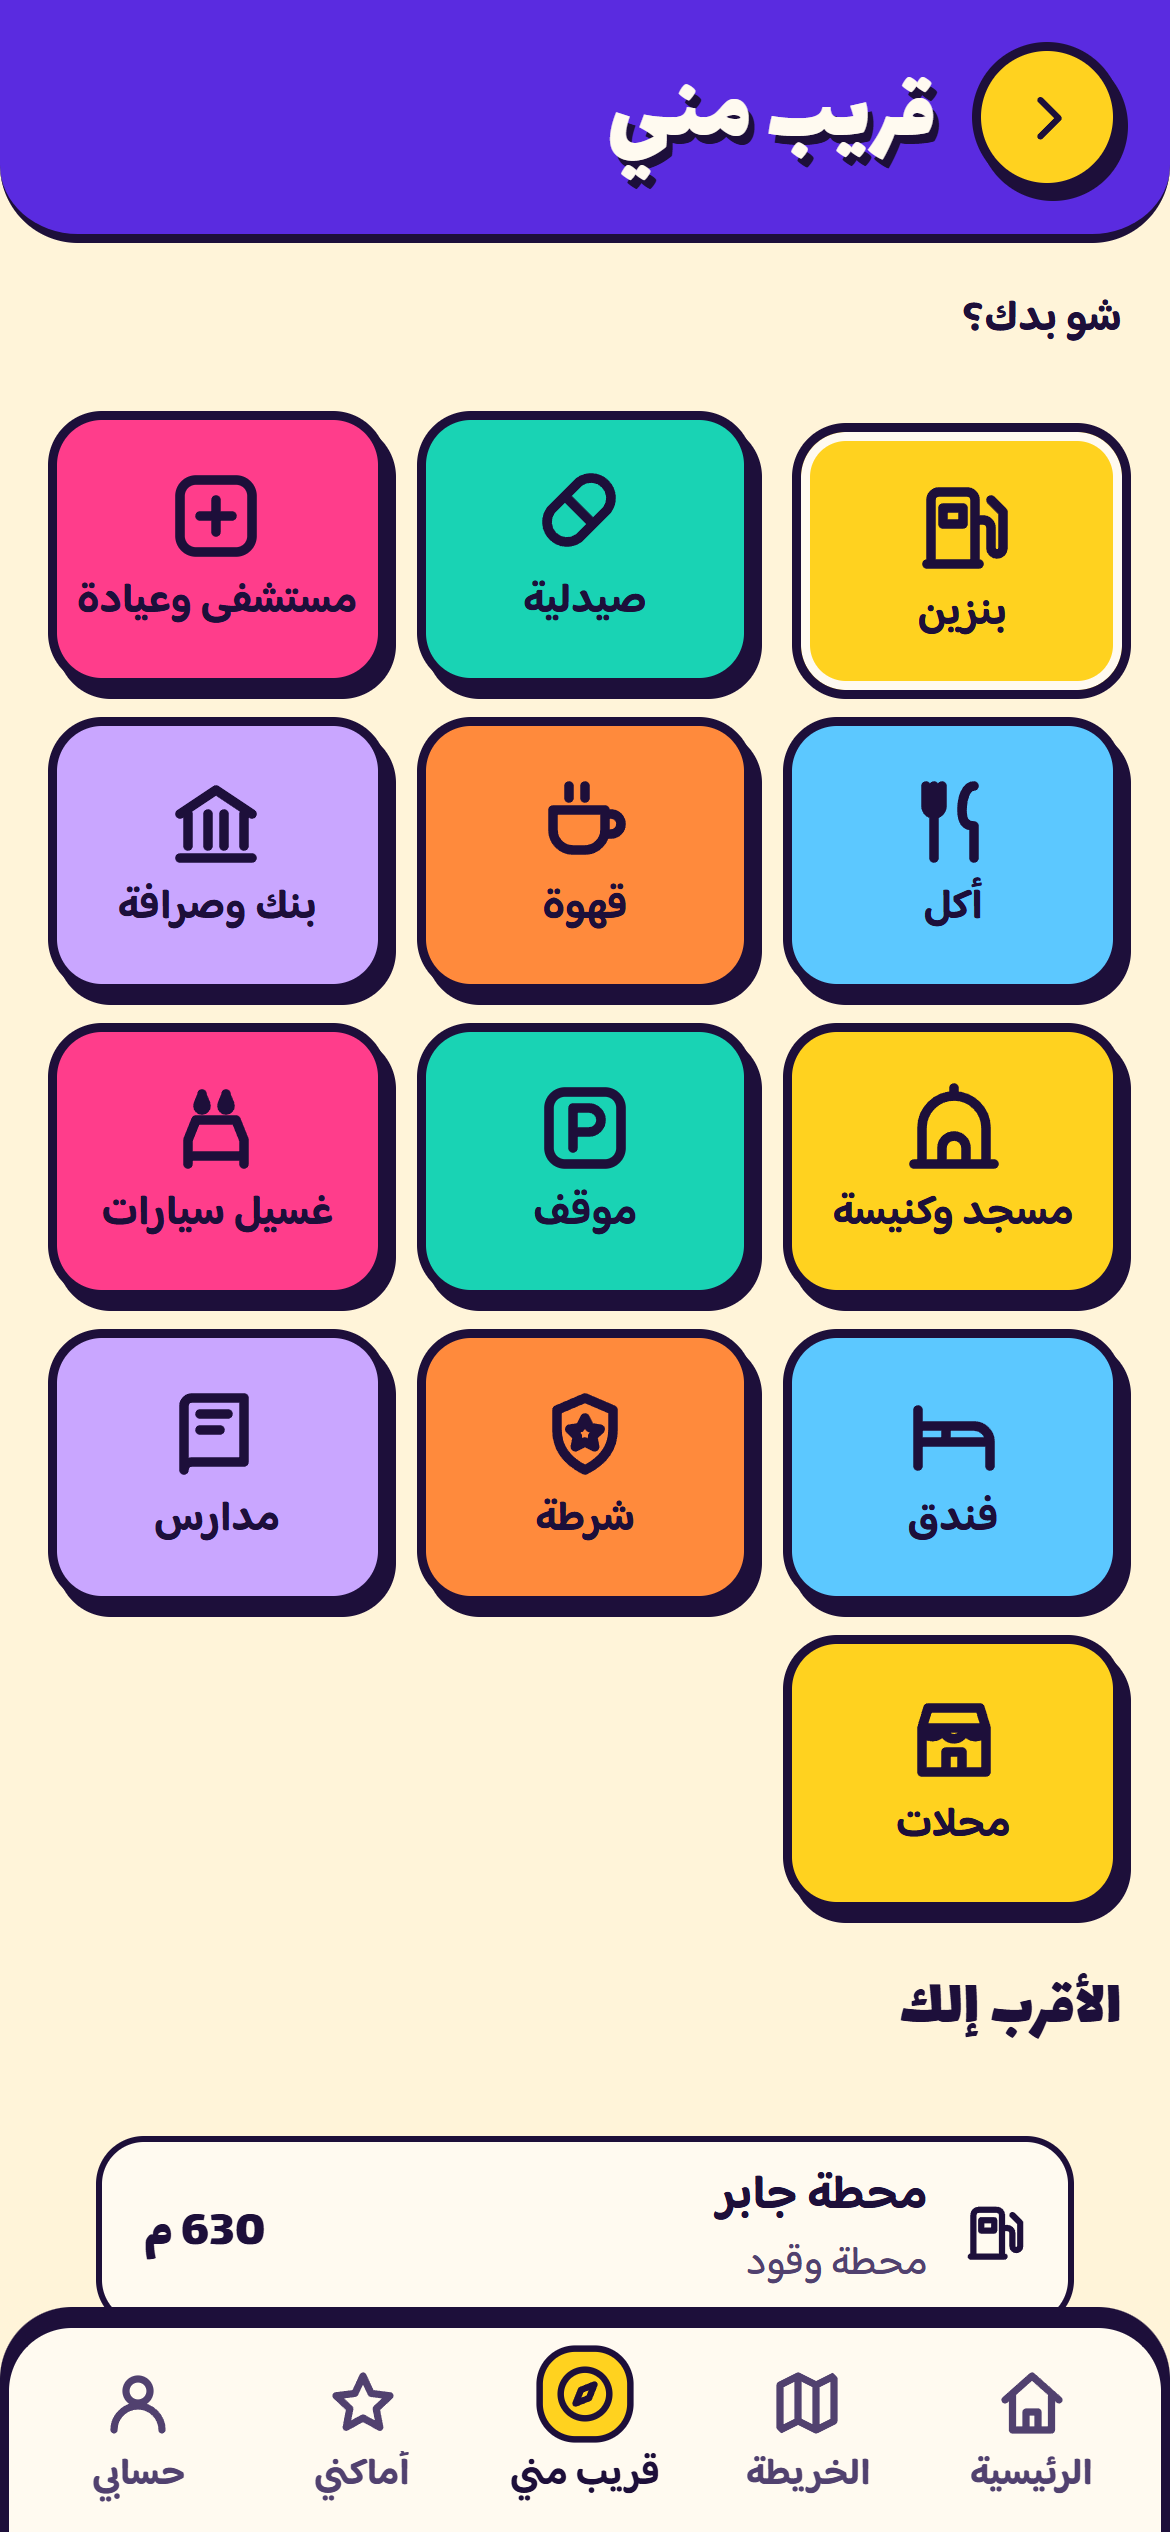 قريب مني
شو بدك؟
بنزين
صيدلية
مستشفى وعيادة
أكل
قهوة
بنك وصرافة
مسجد وكنيسة
P
موقف
غسيل سيارات
فندق
شرطة
مدارس
محلات
الأقرب إلك
محطة جابر
محطة وقود
630 م
الرئيسية
الخريطة
قريب مني
أماكني
حسابي